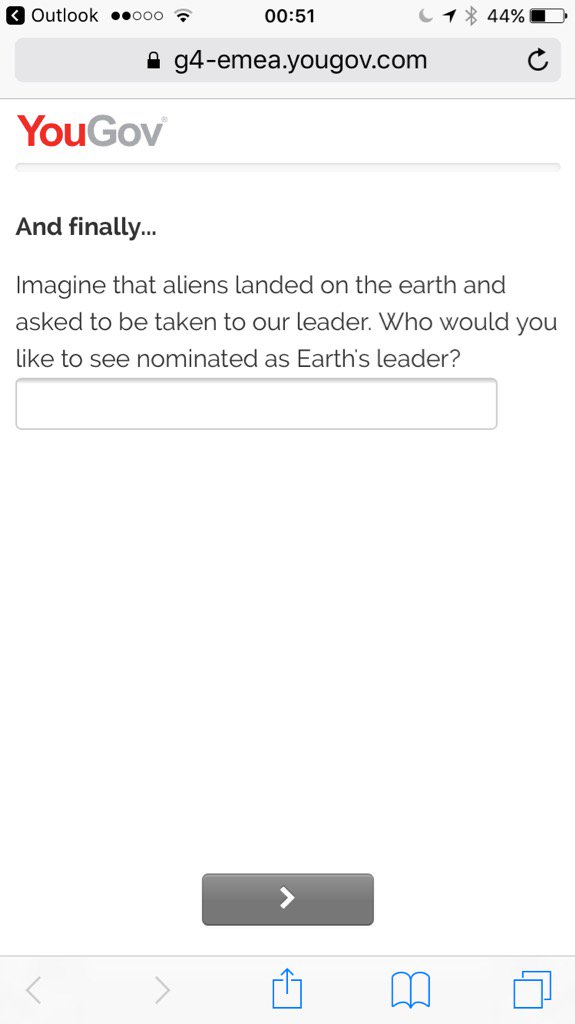 Outlook
00:51
44%
g4-emea.yougov.com
YouGov®
And finally...
Imagine that aliens landed on the earth and
asked to be taken to our leader. Who would you
like to see nominated as Earth's leader?